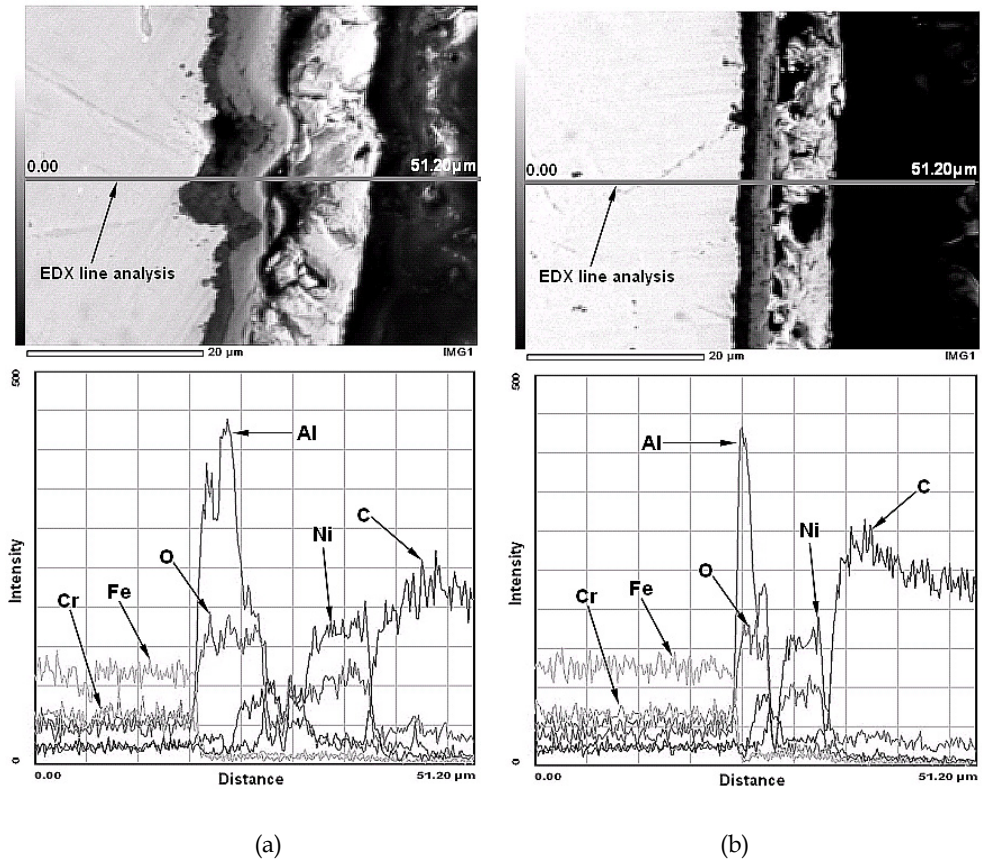 0.00
51.20µm
EDX line analysis
20 µm
IMG1
500
Al
C
Ni
O
Fe
Cr
Intensity
0
0.00
Distance
51.20 µm
(a)
0.00
51.20µm
EDX line analysis
20 µm
IMG1
500
Al
C
Ni
O
Fe
Cr
Intensity
0
0.00
Distance
51.20 µm
(b)